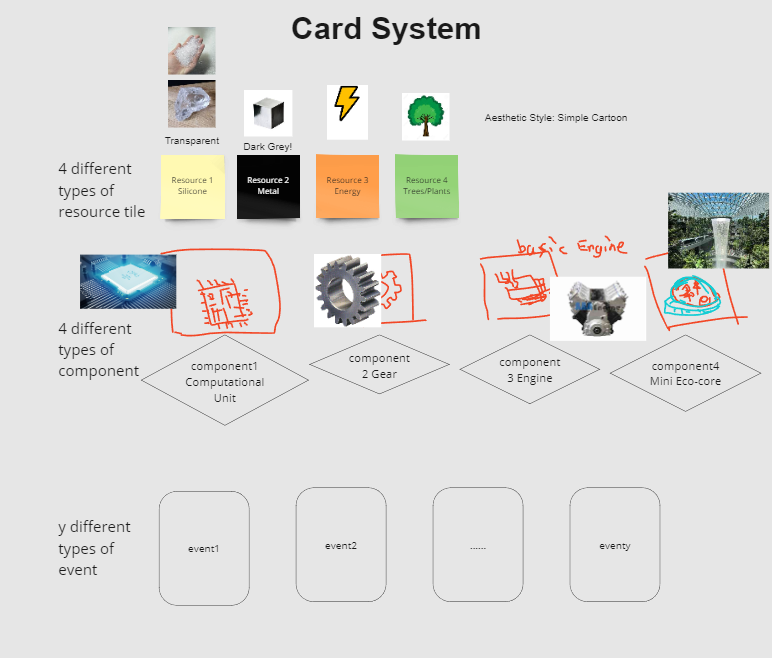 Card System
Transparent
Dark Grey!
Aesthetic Style: Simple Cartoon
4 different
types of
resource tile
Resource 1
Silicone
Resource 2
Metal
Resource 3
Energy
Resource 4
Trees/Plants
basic Engine
4 different
types of
component
component1
Computational
Unit
component
2 Gear
component
3 Engine
component4
Mini Eco-core
y different
types of
event
event1
event2
......
eventy